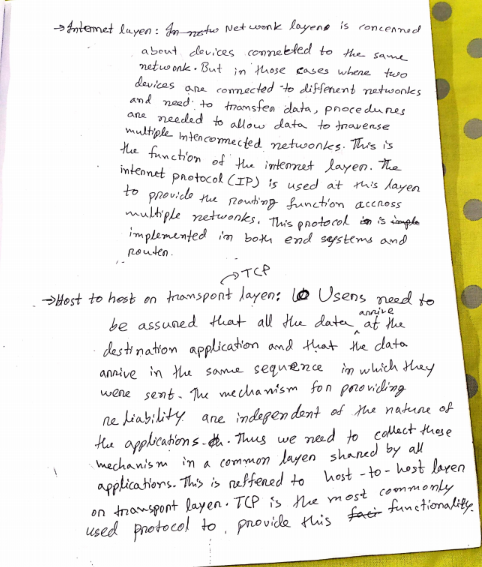 →Internet layer: In netw Network layer is concerned
about devices connected to the same
network. But in those cases where two
devices are connected to different networks
and need to transfer data, procedures
are needed to allow data to traverse
multiple interconnected networks. This is
the function of the internet layer. The
internet protocol (IP) is used at this layer
to provide the routing function accross
multiple networks. This protocol is simple
implemented in both end systems and
router.
→TCP
→Host to host or transport layer: Users need to
be assured that all the data arrive at the
destination application and that the data
arrive in the same sequence in which they
were sent. The mechanism for poroviding
reliability are independent of the nature of
the applications. Thus we need to collect those
mechanism in a common layer shared by all
applications. This is reffered to host-to-host layer
or transport layer. TCP is the most commonly
used protocol to provide this functionality.